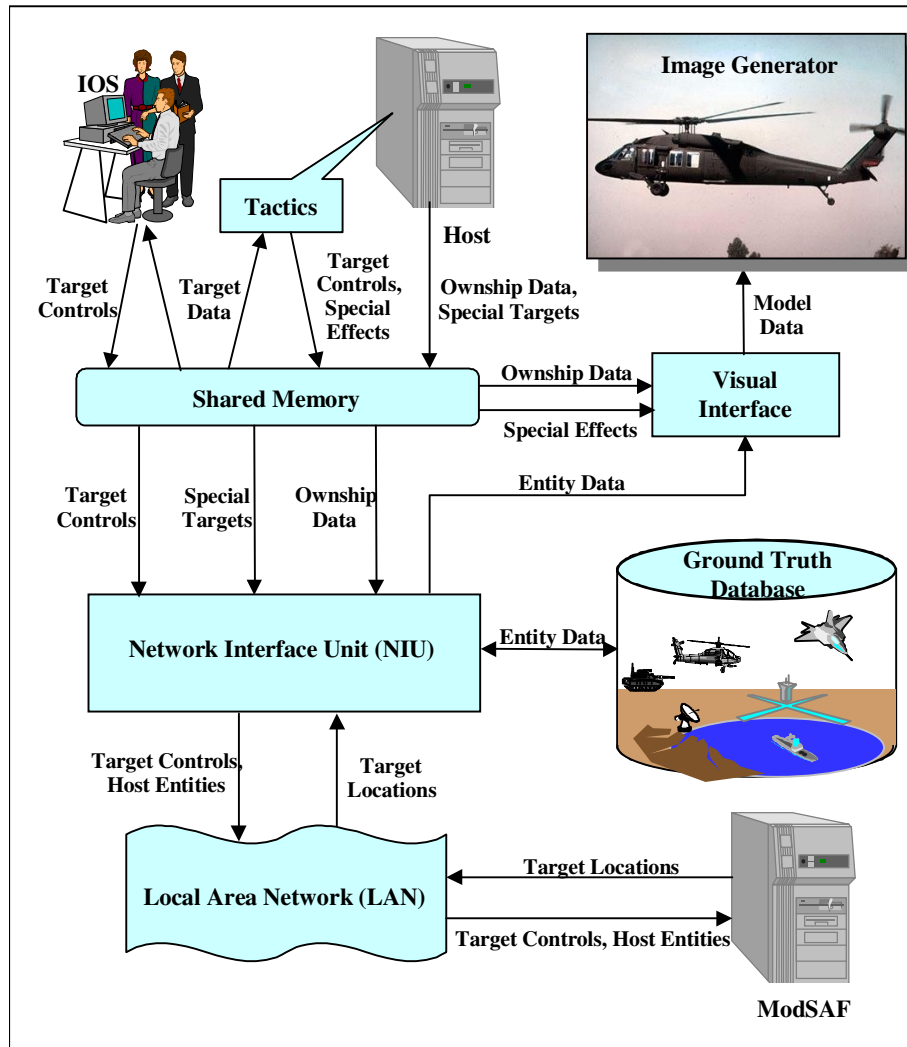 IOS
Image Generator
Tactics
Host
Target
Controls
Target
Data
Target
Controls,
Special
Effects
Ownship Data,
Special Targets
Model
Data
Shared Memory
Ownship Data
Special Effects
Visual
Interface
Target
Controls
Special
Targets
Ownship
Data
Entity Data
Ground Truth
Database
Network Interface Unit (NIU)
Entity Data
Target Controls,
Host Entities
Target
Locations
Local Area Network (LAN)
Target Locations
Target Controls, Host Entities
ModSAF